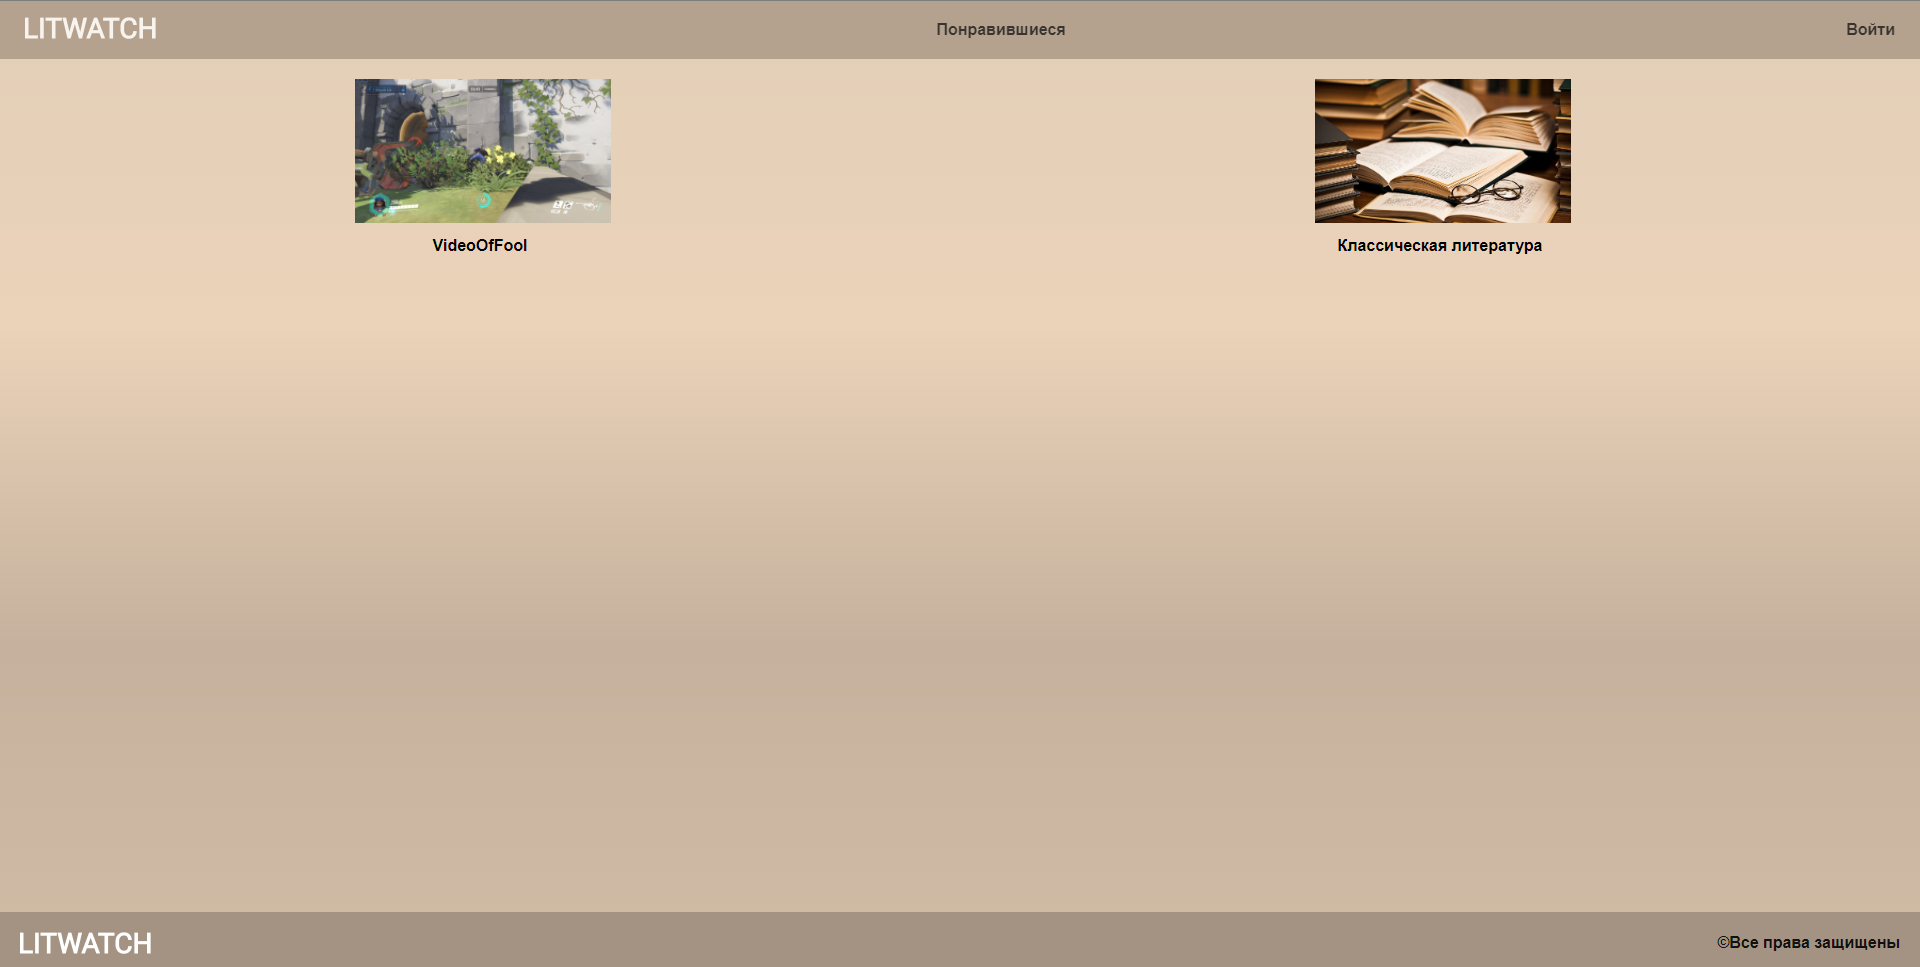 LITWATCH
Понравившиеся
Войти
VideoOfFool
Классическая литература
LITWATCH
©Все права защищены